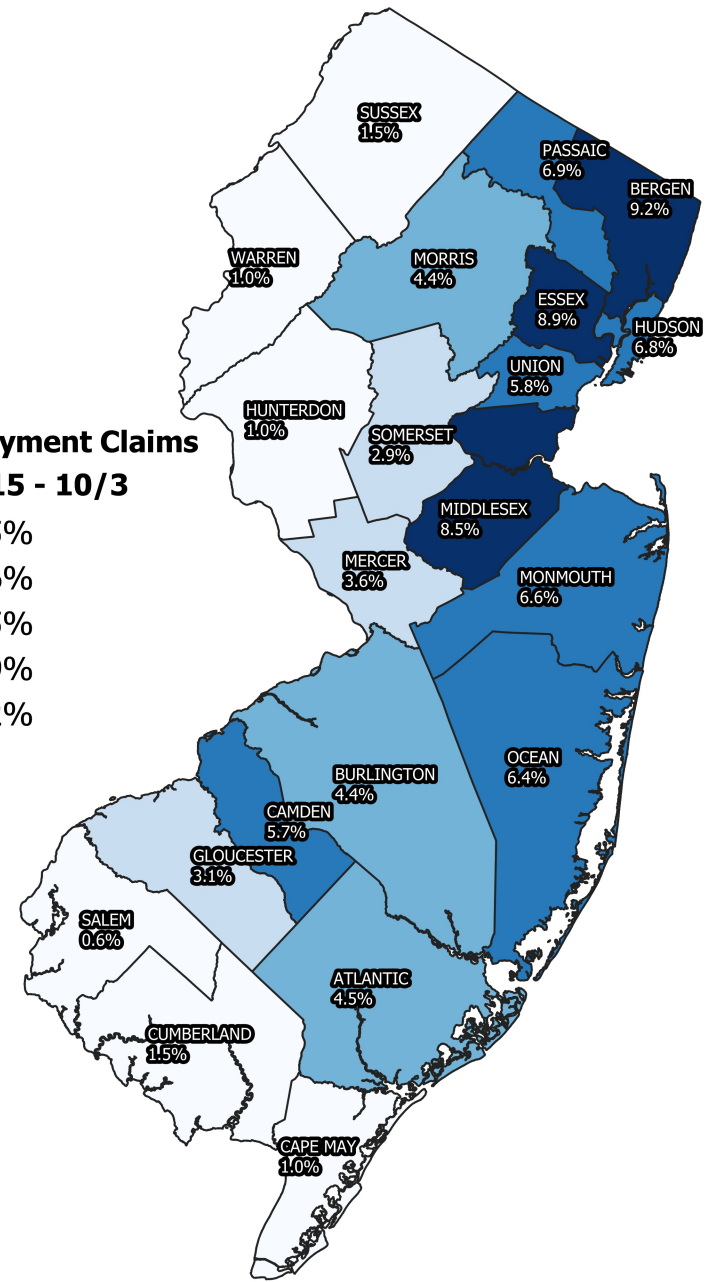 SUSSEX
1.5%
PASSAIC
6.9%
BERGEN
9.2%
WARREN
1.0%
MORRIS
4.4%
ESSEX
8.9%
HUDSON
6.8%
UNION
5.8%
HUNTERDON
1.0%
SOMERSET
2.9%
yment Claims
15 - 10/3
MIDDLESEX
8.5%
MERCER
3.6%
MONMOUTH
6.6%
OCEAN
6.4%
BURLINGTON
4.4%
CAMDEN
5.7%
GLOUCESTER
3.1%
SALEM
0.6%
ATLANTIC
4.5%
CUMBERLAND
1.5%
CAPE MAY
1.0%